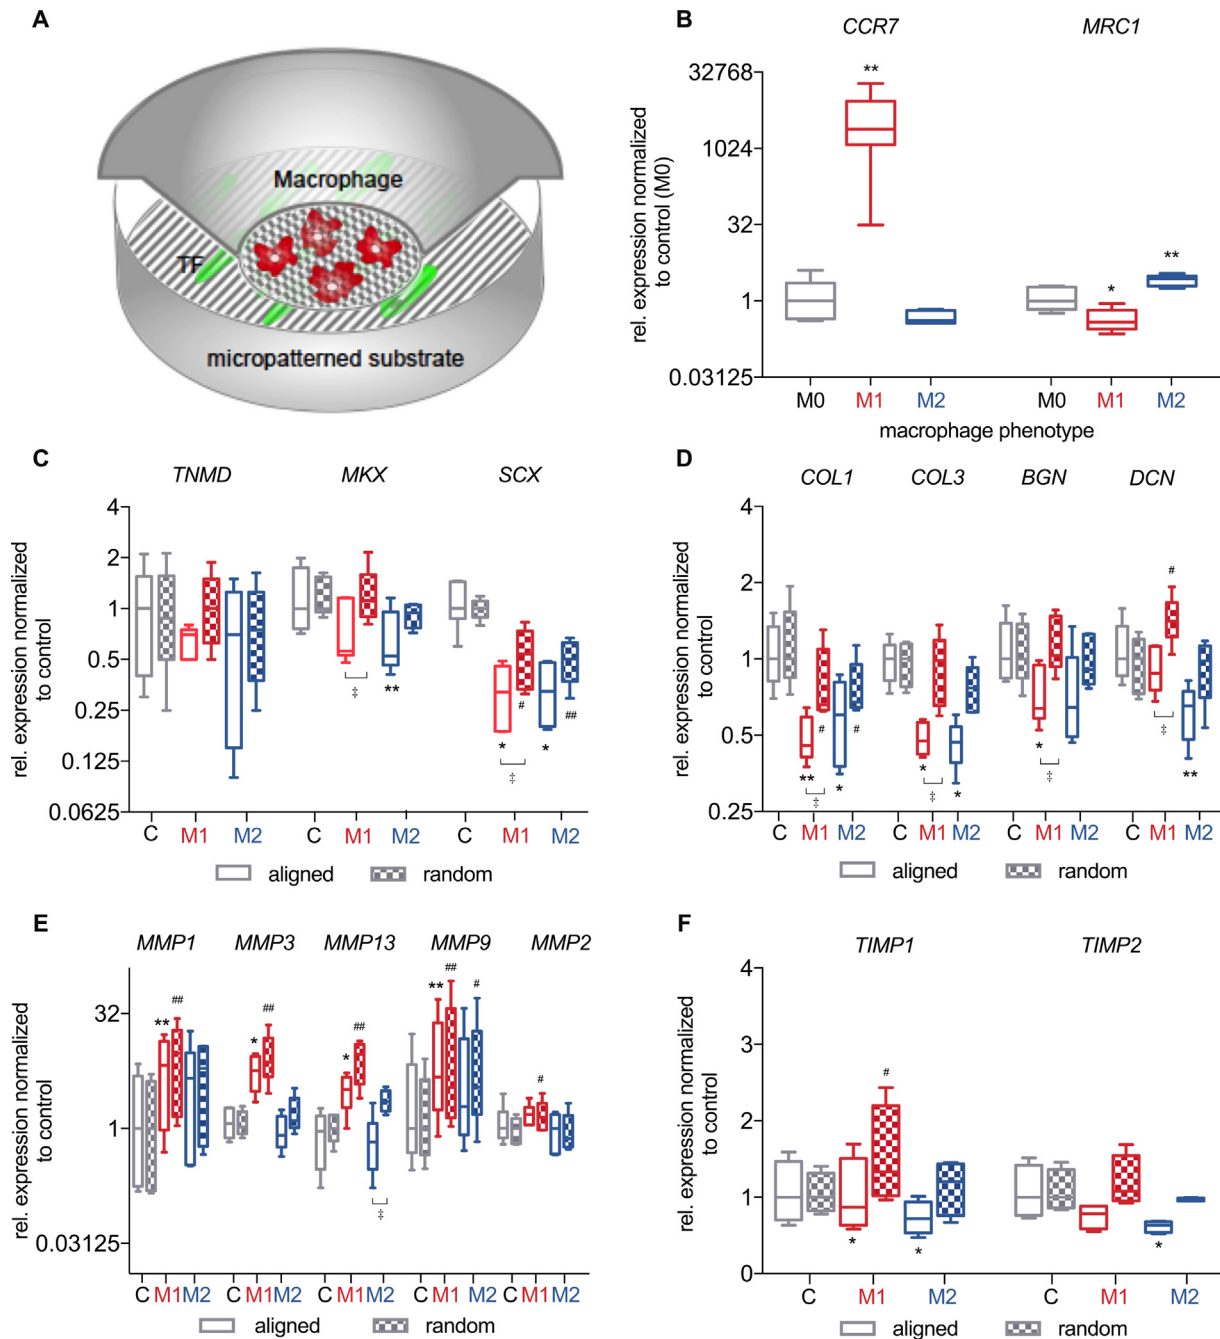 A
Macrophage
TF
micropatterned substrate
B
CCR7 MRC1
rel. expression normalized
to control (M0)
32768
1024
32
1
0.03125
** * **
M0 M1 M2 M0 M1 M2
macrophage phenotype
C
TNMD MKX SCX
rel. expression normalized
to control
4
2
1
0.5
0.25
0.125
0.0625
‡ ** * # ‡ * ##
C M1 M2 C M1 M2 C M1 M2
aligned random
D
COL1 COL3 BGN DCN
rel. expression normalized
to control
4
2
1
0.5
0.25
** # ‡ * # * ‡ * * ‡ # ‡ **
C M1 M2 C M1 M2 C M1 M2 C M1 M2
aligned random
E
MMP1 MMP3 MMP13 MMP9 MMP2
rel. expression normalized
to control
32
1
0.03125
** ## * ## * ## ‡ ** ## # #
C M1 M2 C M1 M2 C M1 M2 C M1 M2 C M1 M2
aligned random
F
TIMP1 TIMP2
rel. expression normalized
to control
4
3
2
1
0
* # * *
C M1 M2 C M1 M2
aligned random